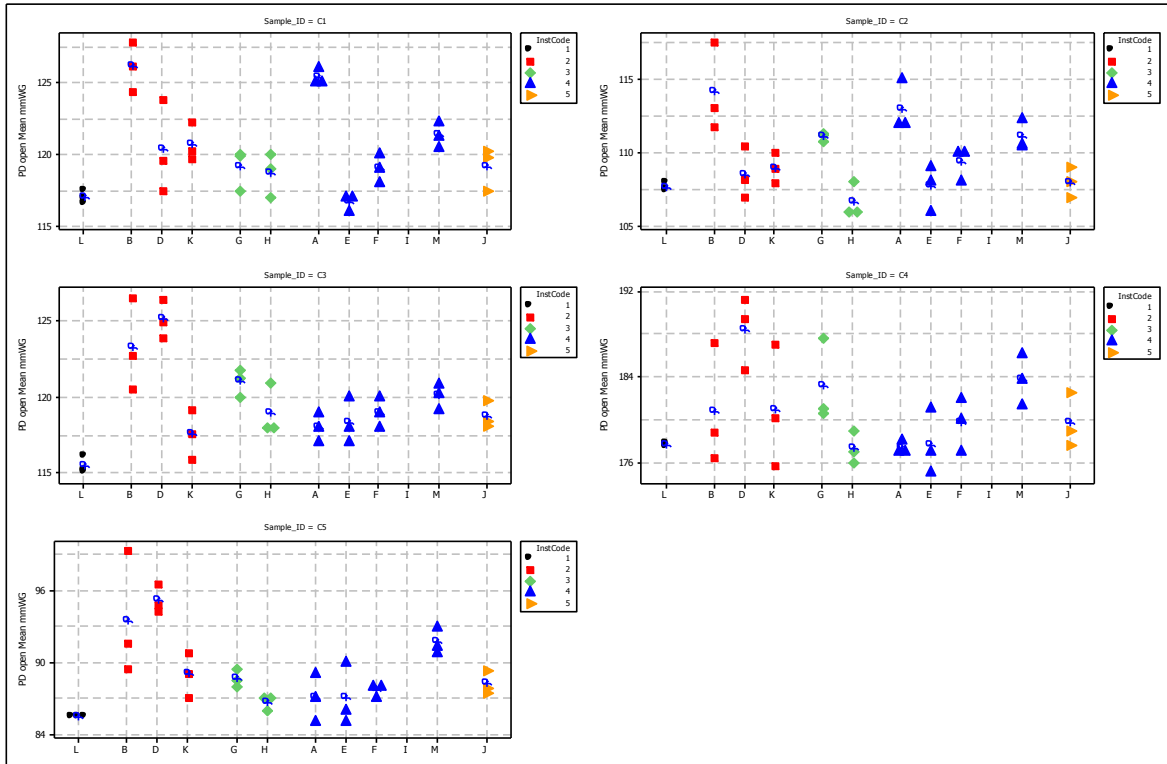 Sample_ID = C1
PD open Mean mmWG
125
120
115
L B D K G H A E F I M J
InstCode
1
2
3
4
5
Sample_ID = C2
PD open Mean mmWG
115
110
105
L B D K G H A E F I M J
InstCode
1
2
3
4
5
Sample_ID = C3
PD open Mean mmWG
125
120
115
L B D K G H A E F I M J
InstCode
1
2
3
4
5
Sample_ID = C4
PD open Mean mmWG
192
184
176
L B D K G H A E F I M J
InstCode
1
2
3
4
5
Sample_ID = C5
PD open Mean mmWG
96
90
84
L B D K G H A E F I M J
InstCode
1
2
3
4
5